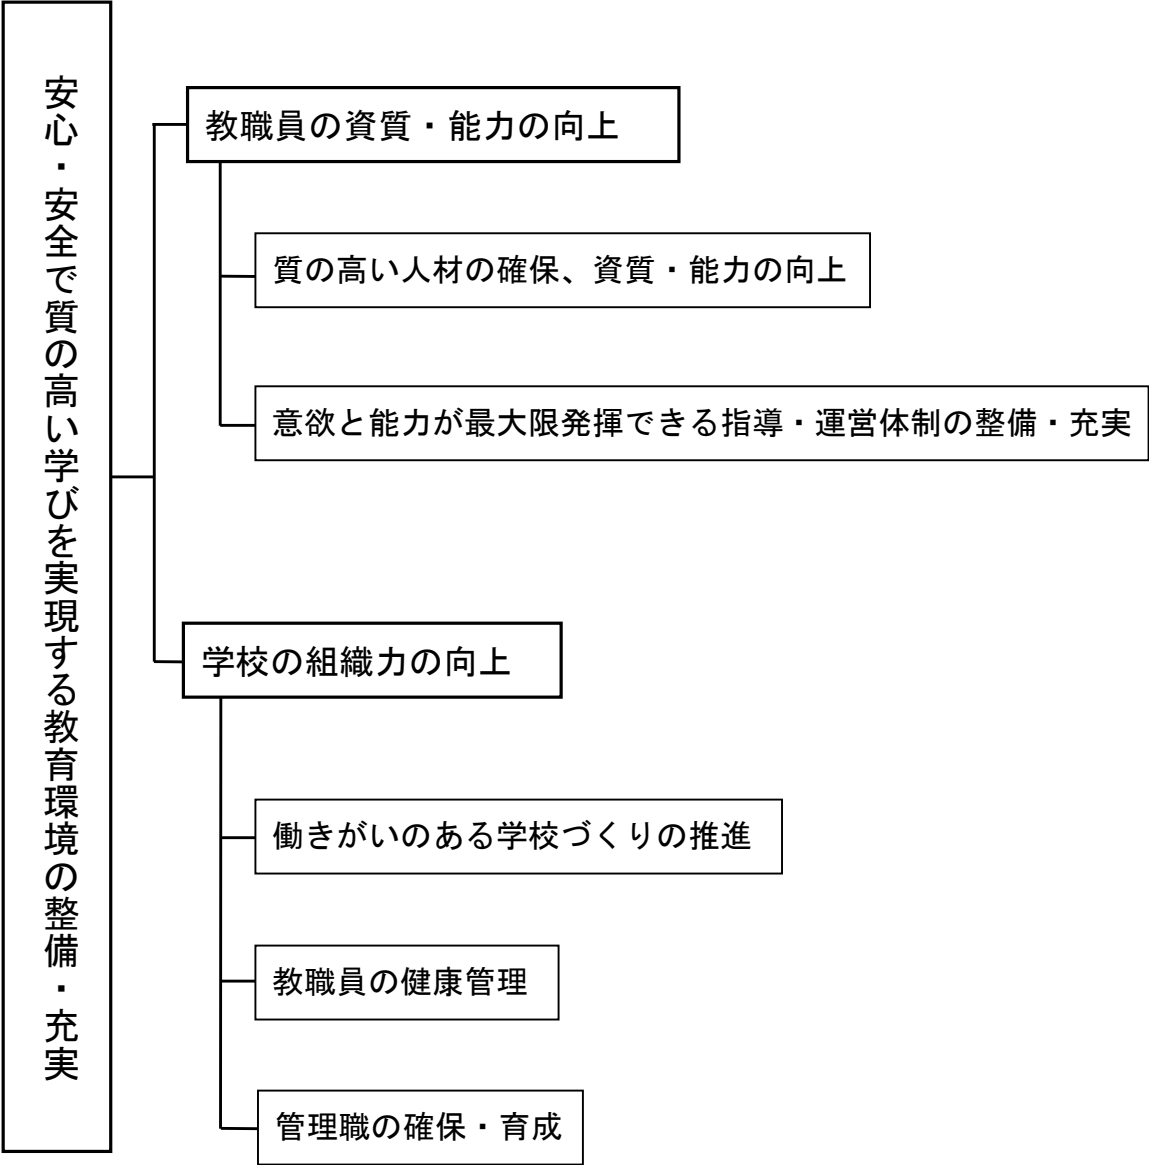 安心・安全で質の高い学びを実現する教育環境の整備・充実
教職員の資質・能力の向上
質の高い人材の確保、資質・能力の向上
意欲と能力が最大限発揮できる指導・運営体制の整備・充実
学校の組織力の向上
働きがいのある学校づくりの推進
教職員の健康管理
管理職の確保・育成